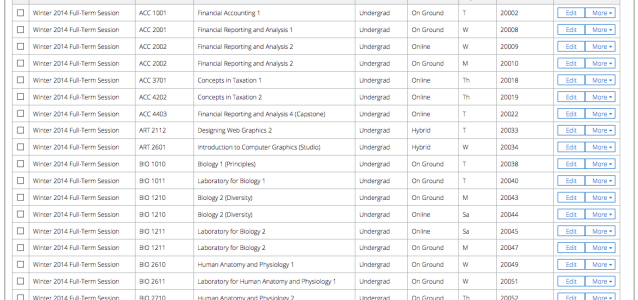 Winter 2014 Full-Term Session ACC 1001 Financial Accounting 1 Undergrad On Ground T 20002 Edit More
Winter 2014 Full-Term Session ACC 2001 Financial Reporting and Analysis 1 Undergrad On Ground W 20008 Edit More
Winter 2014 Full-Term Session ACC 2002 Financial Reporting and Analysis 2 Undergrad Online W 20009 Edit More
Winter 2014 Full-Term Session ACC 2002 Financial Reporting and Analysis 2 Undergrad On Ground M 20010 Edit More
Winter 2014 Full-Term Session ACC 3701 Concepts in Taxation 1 Undergrad Online Th 20018 Edit More
Winter 2014 Full-Term Session ACC 4202 Concepts in Taxation 2 Undergrad Online Th 20019 Edit More
Winter 2014 Full-Term Session ACC 4403 Financial Reporting and Analysis 4 (Capstone) Undergrad Online T 20022 Edit More
Winter 2014 Full-Term Session ART 2112 Designing Web Graphics 2 Undergrad Hybrid T 20033 Edit More
Winter 2014 Full-Term Session ART 2601 Introduction to Computer Graphics (Studio) Undergrad Hybrid W 20034 Edit More
Winter 2014 Full-Term Session BIO 1010 Biology 1 (Principles) Undergrad On Ground T 20038 Edit More
Winter 2014 Full-Term Session BIO 1011 Laboratory for Biology 1 Undergrad On Ground T 20040 Edit More
Winter 2014 Full-Term Session BIO 1210 Biology 2 (Diversity) Undergrad On Ground M 20043 Edit More
Winter 2014 Full-Term Session BIO 1210 Biology 2 (Diversity) Undergrad Online Sa 20044 Edit More
Winter 2014 Full-Term Session BIO 1211 Laboratory for Biology 2 Undergrad Online Sa 20045 Edit More
Winter 2014 Full-Term Session BIO 1211 Laboratory for Biology 2 Undergrad On Ground M 20047 Edit More
Winter 2014 Full-Term Session BIO 2610 Human Anatomy and Physiology 1 Undergrad On Ground W 20049 Edit More
Winter 2014 Full-Term Session BIO 2611 Laboratory for Human Anatomy and Physiology 1 Undergrad On Ground W 20051 Edit More
Winter 2014 Full-Term Session BIO 2710 Human Anatomy and Physiology 2 Undergrad On Ground Th 20052 Edit More